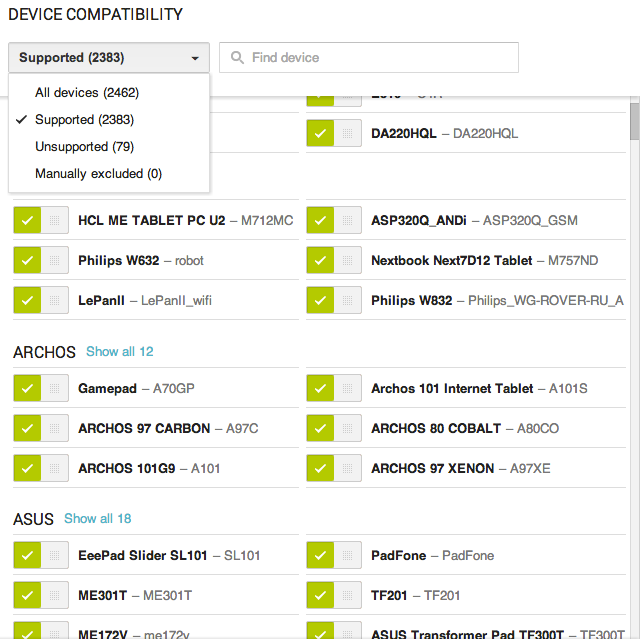 DEVICE COMPATIBILITY
Supported (2383)
Find device
All devices (2462)
Supported (2383)
Unsupported (79)
Manually excluded (0)
DA220HQL – DA220HQL
HCL ME TABLET PC U2 – M712MC
ASP320Q_ANDi – ASP320Q_GSM
Philips W632 – robot
Nextbook Next7D12 Tablet – M757ND
LePanII – LePanII_wifi
Philips W832 – Philips_WG-ROVER-RU_A
ARCHOS Show all 12
Gamepad – A70GP
Archos 101 Internet Tablet – A101S
ARCHOS 97 CARBON – A97C
ARCHOS 80 COBALT – A80CO
ARCHOS 101G9 – A101
ARCHOS 97 XENON – A97XE
ASUS Show all 18
EeePad Slider SL101 – SL101
PadFone – PadFone
ME301T – ME301T
TF201 – TF201
ME172V – me172v
ASUS Transformer Pad TF300T – TF300T